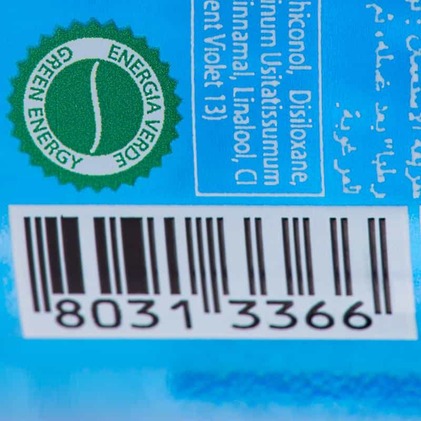 ENERGIA VERDE
GREEN ENERGY
hiconol, Disiloxane,
inum Usitatissumum
innamal, Linalool, Ci
ent Violet 13)
8031 3366